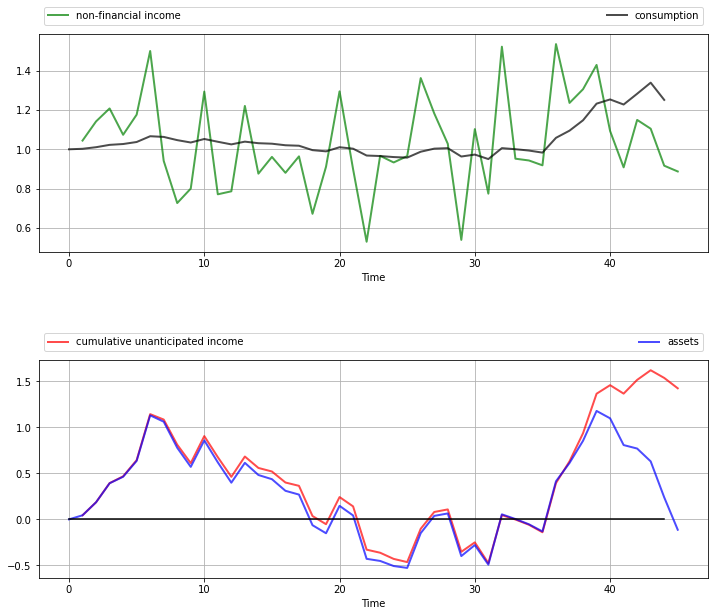 non-financial income consumption
1.4
1.2
1.0
0.8
0.6
0 10 20 30 40
Time
cumulative unanticipated income assets
1.5
1.0
0.5
0.0
−0.5
0 10 20 30 40
Time